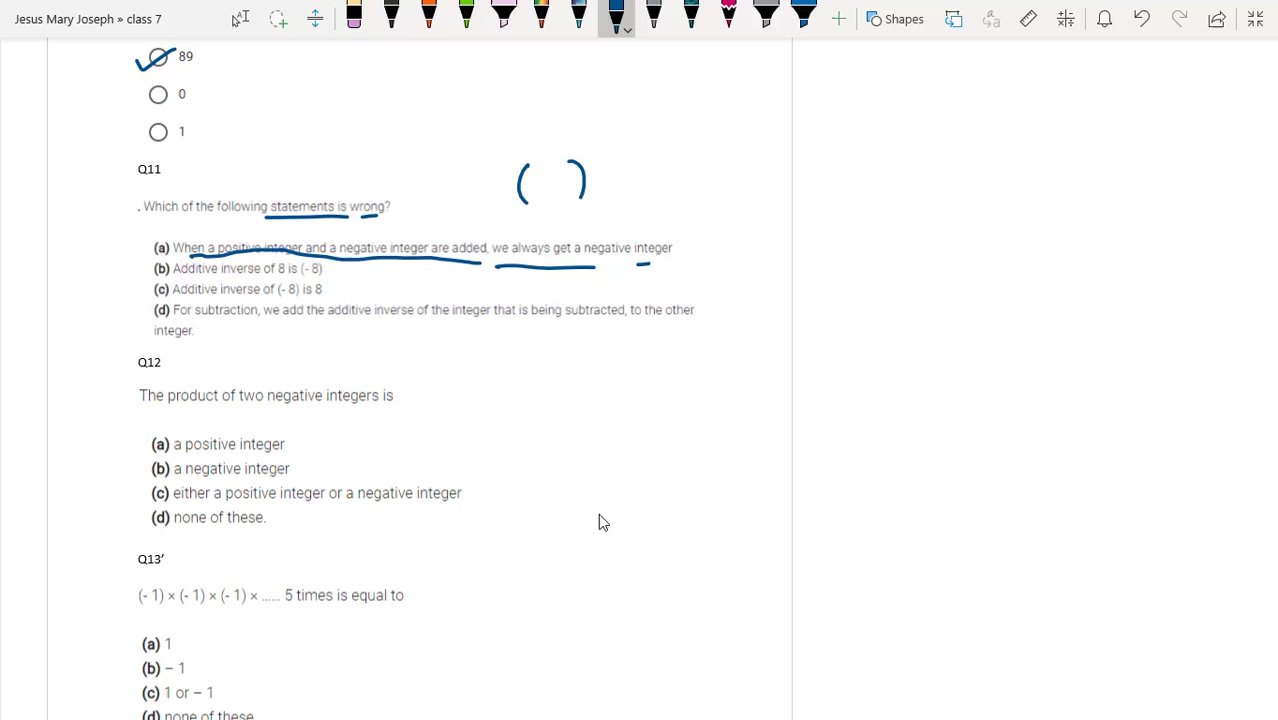 Jesus Mary Joseph » class 7
Shapes
89
0
1
Q11
. Which of the following statements is wrong?
(a) When a positive integer and a negative integer are added, we always get a negative integer
(b) Additive inverse of 8 is (- 8)
(c) Additive inverse of (- 8) is 8
(d) For subtraction, we add the additive inverse of the integer that is being subtracted, to the other
integer.
Q12
The product of two negative integers is
(a) a positive integer
(b) a negative integer
(c) either a positive integer or a negative integer
(d) none of these.
Q13’
(- 1) × (- 1) × (- 1) × ...... 5 times is equal to
(a) 1
(b) – 1
(c) 1 or – 1
(d) none of these